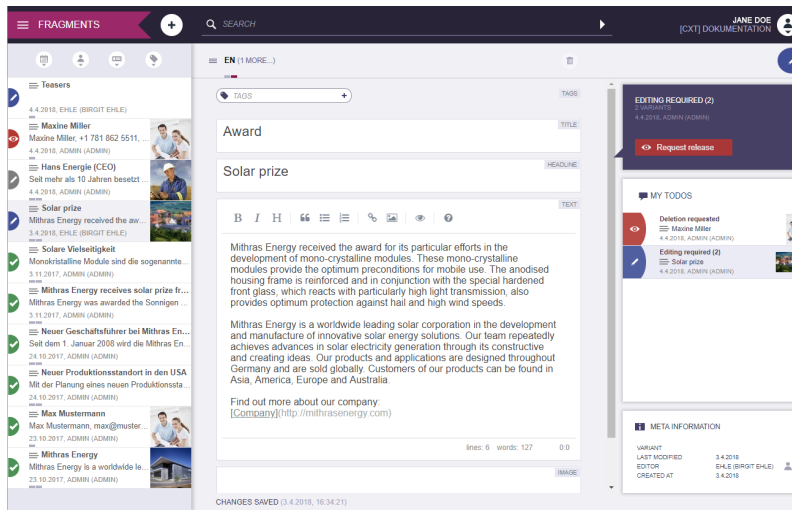 FRAGMENTS
+
SEARCH
JANE DOE
[CXT] DOKUMENTATION
EN (1 MORE...)
Teasers
4.4.2018, EHLE (BIRGIT EHLE)
Maxine Miller
Maxine Miller, +1 781 862 5511, ...
4.4.2018, ADMIN (ADMIN)
Hans Energie (CEO)
Seit mehr als 10 Jahren besetzt ...
4.4.2018, ADMIN (ADMIN)
Solar prize
Mithras Energy received the aw...
3.4.2018, EHLE (BIRGIT EHLE)
Solare Vielseitigkeit
Monokristalline Module sind die sogenannte...
3.11.2017, ADMIN (ADMIN)
Mithras Energy receives solar prize fr...
Mithras Energy was awarded the Sonnigen ...
3.11.2017, ADMIN (ADMIN)
Neuer Geschäftsführer bei Mithras En...
Seit dem 1. Januar 2008 wird die Mithras En...
24.10.2017, ADMIN (ADMIN)
Neuer Produktionsstandort in den USA
Mit der Planung eines neuen Produktionssta...
24.10.2017, ADMIN (ADMIN)
Max Mustermann
Max Mustermann, max@muster...
23.10.2017, ADMIN (ADMIN)
Mithras Energy
Mithras Energy is a worldwide le...
23.10.2017, ADMIN (ADMIN)
TAGS +
TAGS
Award
TITLE
Solar prize
HEADLINE
TEXT
B I H
Mithras Energy received the award for its particular efforts in the
development of mono-crystalline modules. These mono-crystalline
modules provide the optimum preconditions for mobile use. The anodised
housing frame is reinforced and in conjunction with the special hardened
front glass, which reacts with particularly high light transmission, also
provides optimum protection against hail and high wind speeds.
Mithras Energy is a worldwide leading solar corporation in the development
and manufacture of innovative solar energy solutions. Our team repeatedly
achieves advances in solar electricity generation through its constructive
and creating ideas. Our products and applications are designed throughout
Germany and are sold globally. Customers of our products can be found in
Asia, America, Europe and Australia.
Find out more about our company:
[Company](http://mithrasenergy.com)
lines: 6 words: 127 0:0
IMAGE
CHANGES SAVED (3.4.2018, 16:34:21)
EDITING REQUIRED (2)
2 VARIANTS
4.4.2018, ADMIN (ADMIN)
Request release
MY TODOS
Deletion requested
Maxine Miller
4.4.2018, ADMIN (ADMIN)
Editing required (2)
Solar prize
4.4.2018, ADMIN (ADMIN)
META INFORMATION
VARIANT
LAST MODIFIED 3.4.2018
EDITOR EHLE (BIRGIT EHLE)
CREATED AT 3.4.2018